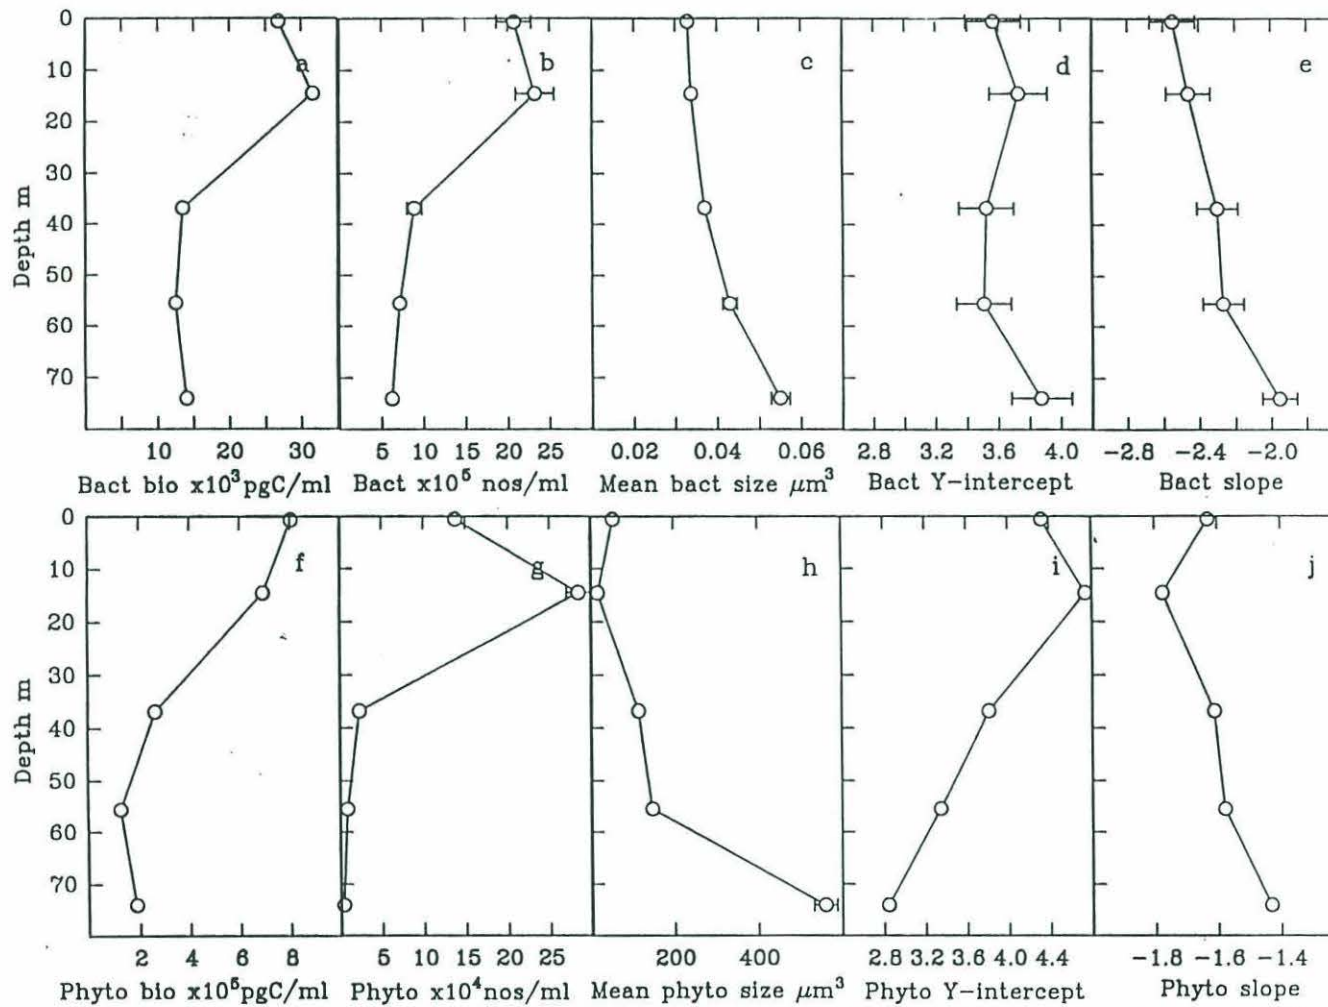 a b c d e
0
10
20
30
40
50
60
70
Depth m
10 20 30 5 10 15 20 25 0.02 0.04 0.06 2.8 3.2 3.6 4.0 -2.8 -2.4 -2.0
Bact bio x10³pgC/ml Bact x10⁵ nos/ml Mean bact size μm³ Bact Y-intercept Bact slope
f g h i j
0
10
20
30
40
50
60
70
Depth m
2 4 6 8 5 10 15 20 25 200 400 2.8 3.2 3.6 4.0 4.4 -1.8 -1.6 -1.4
Phyto bio x10⁵pgC/ml Phyto x10⁴nos/ml Mean phyto size μm³ Phyto Y-intercept Phyto slope